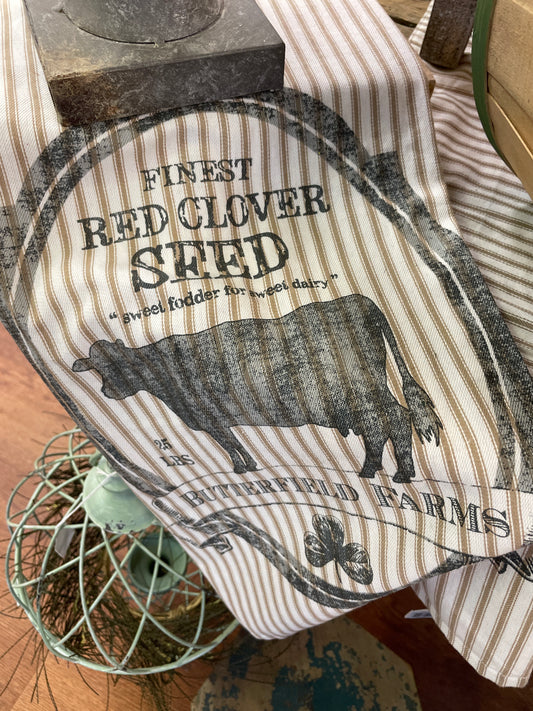 FINEST
RED CLOVER
SEED
“sweet fodder for sweet dairy”
25
LBS
BUTTERFIELD FARMS